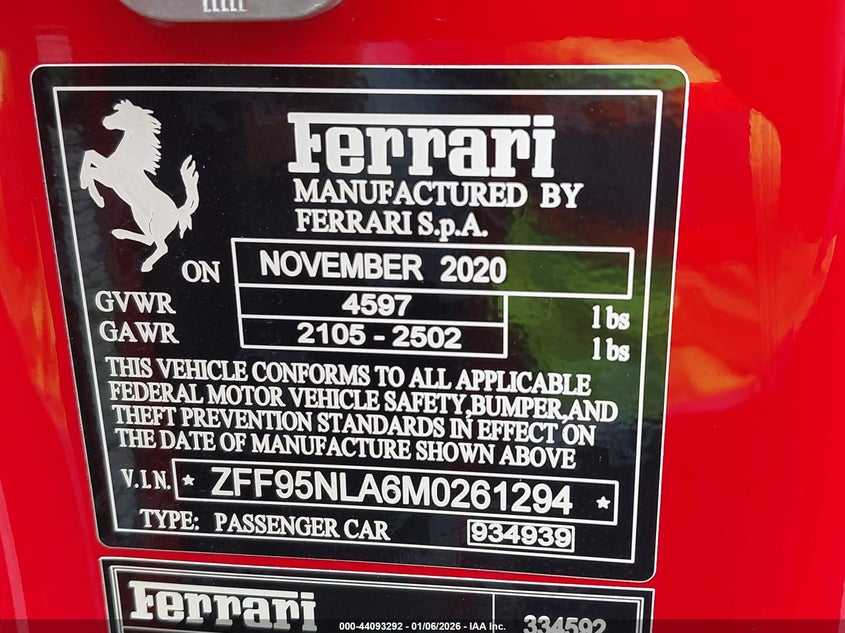 Ferrari
MANUFACTURED BY
FERRARI S.p.A.
ON NOVEMBER 2020
GVWR 4597 lbs
GAWR 2105 - 2502 lbs
THIS VEHICLE CONFORMS TO ALL APPLICABLE
FEDERAL MOTOR VEHICLE SAFETY,BUMPER,AND
THEFT PREVENTION STANDARDS IN EFFECT ON
THE DATE OF MANUFACTURE SHOWN ABOVE
V.I.N. * ZFF95NLA6M0261294 *
TYPE: PASSENGER CAR 934939
Ferrari 334592
000-44093292 - 01/06/2026 - IAA Inc.